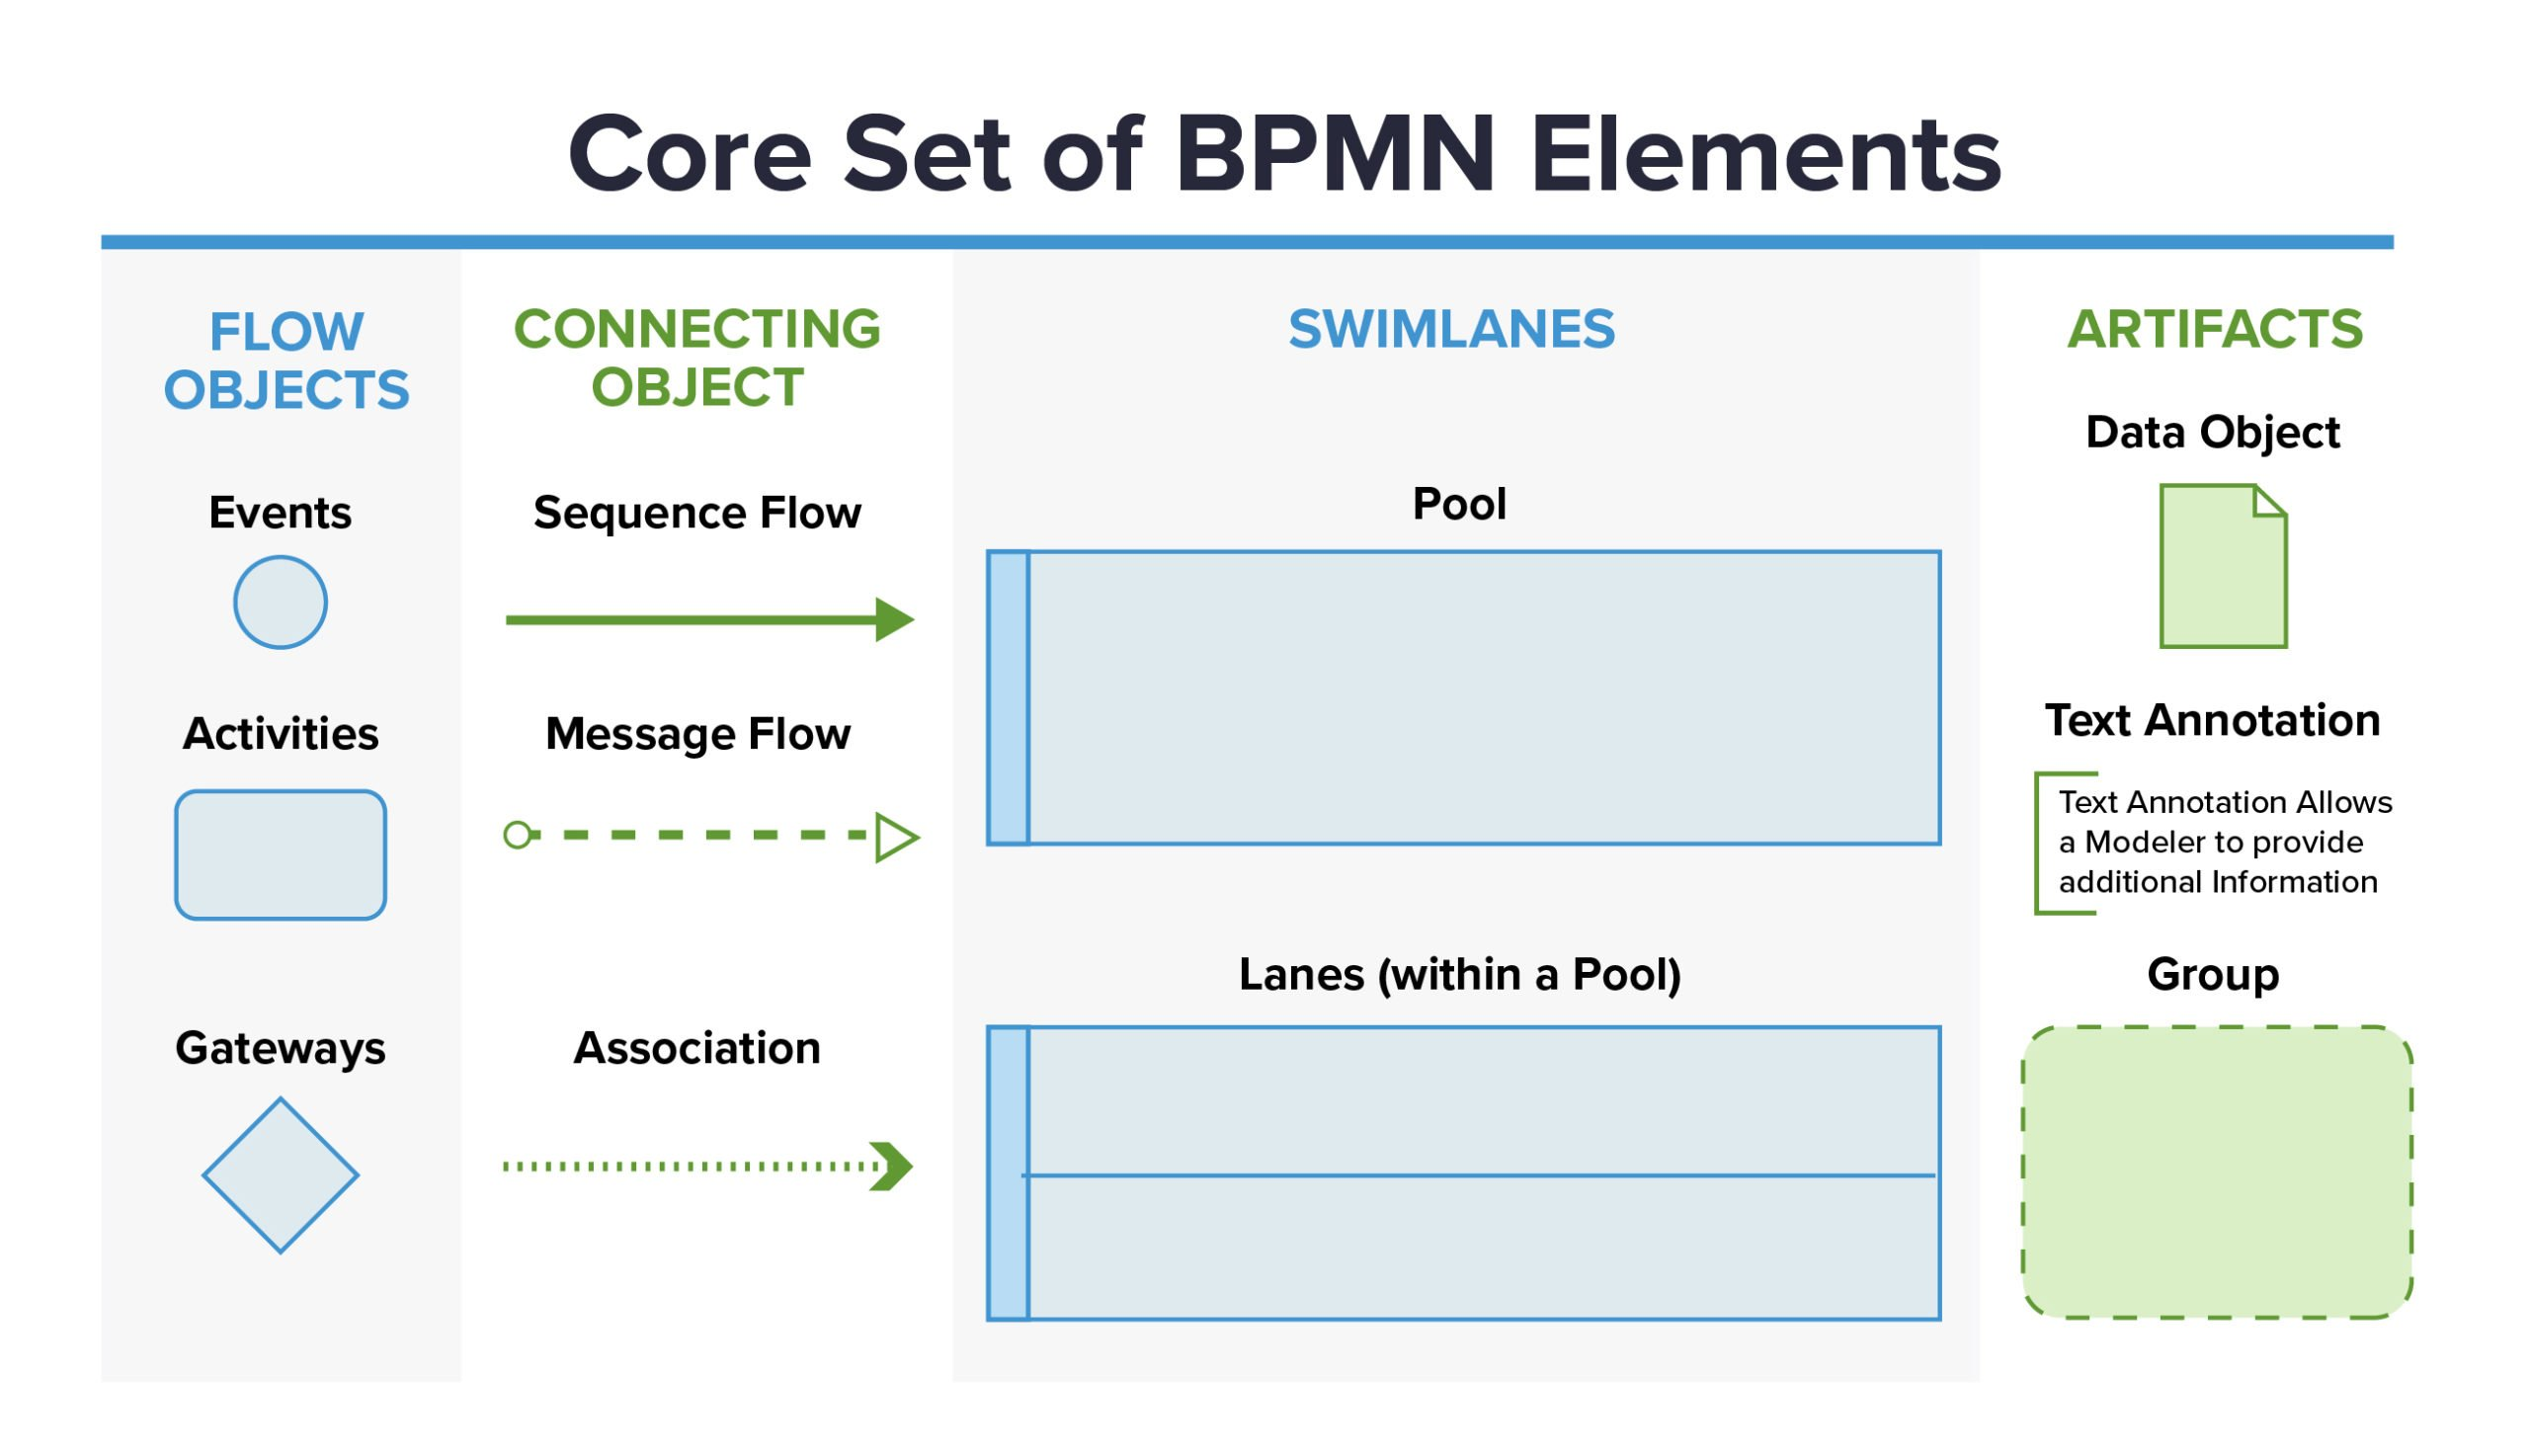 Core Set of BPMN Elements
FLOW
OBJECTS
Events
Activities
Gateways
CONNECTING
OBJECT
Sequence Flow
Message Flow
Association
SWIMLANES
Pool
Lanes (within a Pool)
ARTIFACTS
Data Object
Text Annotation
Text Annotation Allows
a Modeler to provide
additional Information
Group